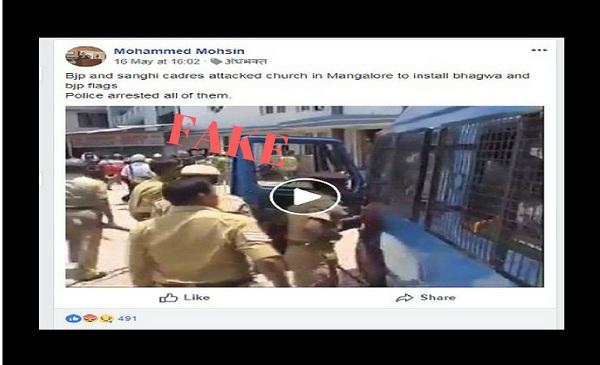 Mohammed Mohsin
16 May at 16:02 · अंधभक्त
Bjp and sanghi cadres attacked church in Mangalore to install bhagwa and
bjp flags
Police arrested all of them.
FAKE
Like Share
491